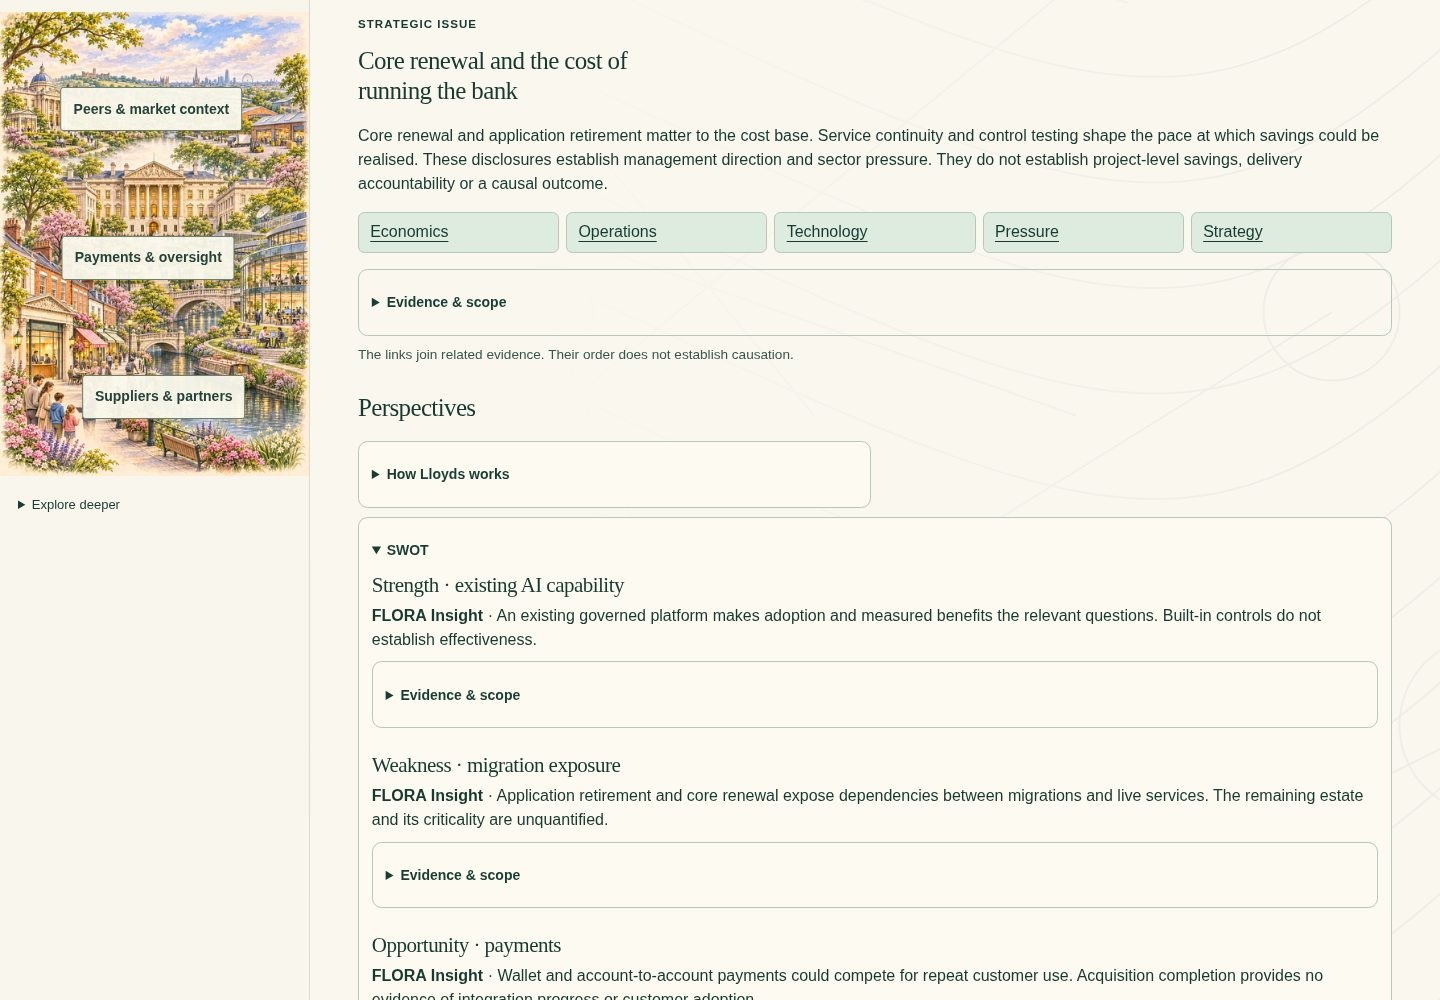 Peers & market context
Payments & oversight
Suppliers & partners
Explore deeper
STRATEGIC ISSUE
Core renewal and the cost of
running the bank
Core renewal and application retirement matter to the cost base. Service continuity and control testing shape the pace at which savings could be
realised. These disclosures establish management direction and sector pressure. They do not establish project-level savings, delivery
accountability or a causal outcome.
Economics
Operations
Technology
Pressure
Strategy
Evidence & scope
The links join related evidence. Their order does not establish causation.
Perspectives
How Lloyds works
SWOT
Strength · existing AI capability
FLORA Insight · An existing governed platform makes adoption and measured benefits the relevant questions. Built-in controls do not
establish effectiveness.
Evidence & scope
Weakness · migration exposure
FLORA Insight · Application retirement and core renewal expose dependencies between migrations and live services. The remaining estate
and its criticality are unquantified.
Evidence & scope
Opportunity · payments
FLORA Insight · Wallet and account-to-account payments could compete for repeat customer use. Acquisition completion provides no
evidence of integration progress or customer adoption.